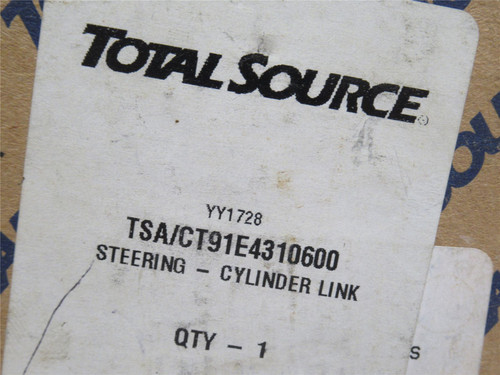 TOTAL SOURCE®
YY1728
TSA/CT91E4310600
STEERING - CYLINDER LINK
QTY - 1
S